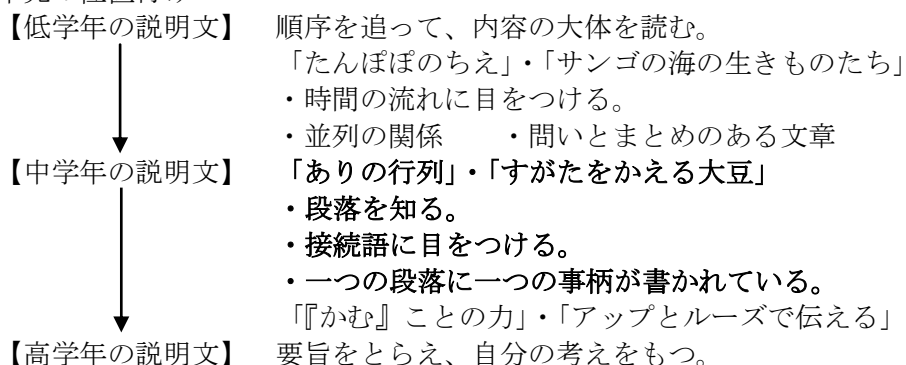 【低学年の説明文】 順序を追って、内容の大体を読む。
「たんぽぽのちえ」・「サンゴの海の生きものたち」
・時間の流れに目をつける。
・並列の関係 ・問いとまとめのある文章
【中学年の説明文】 「ありの行列」・「すがたをかえる大豆」
・段落を知る。
・接続語に目をつける。
・一つの段落に一つの事柄が書かれている。
「『かむ』ことの力」・「アップとルーズで伝える」
【高学年の説明文】 要旨をとらえ、自分の考えをもつ。